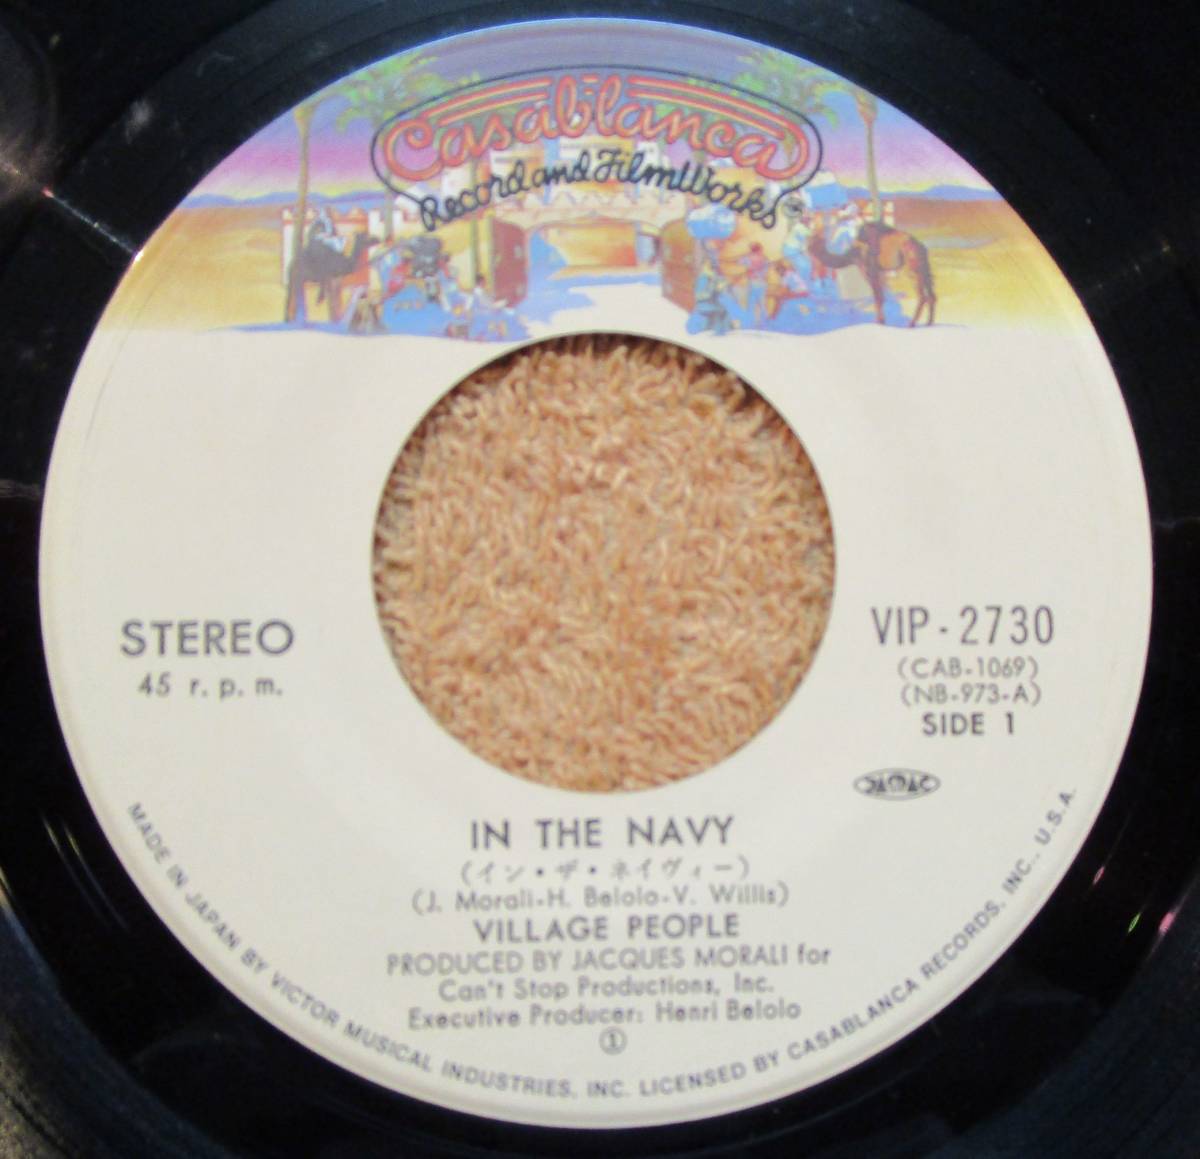 Casablanca
Record and FilmWorks
STEREO
45 r. p. m.
VIP - 2730
(CAB-1069)
(NB-973-A)
SIDE 1
IN THE NAVY
(イン・ザ・ネイヴィー)
(J. Morali-H. Belolo-V. Willis)
VILLAGE PEOPLE
PRODUCED BY JACQUES MORALI for
Can't Stop Productions, Inc.
Executive Producer: Henri Belolo
①
MADE IN JAPAN BY VICTOR MUSICAL INDUSTRIES, INC. LICENSED BY CASABLANCA RECORDS, INC., U.S.A.